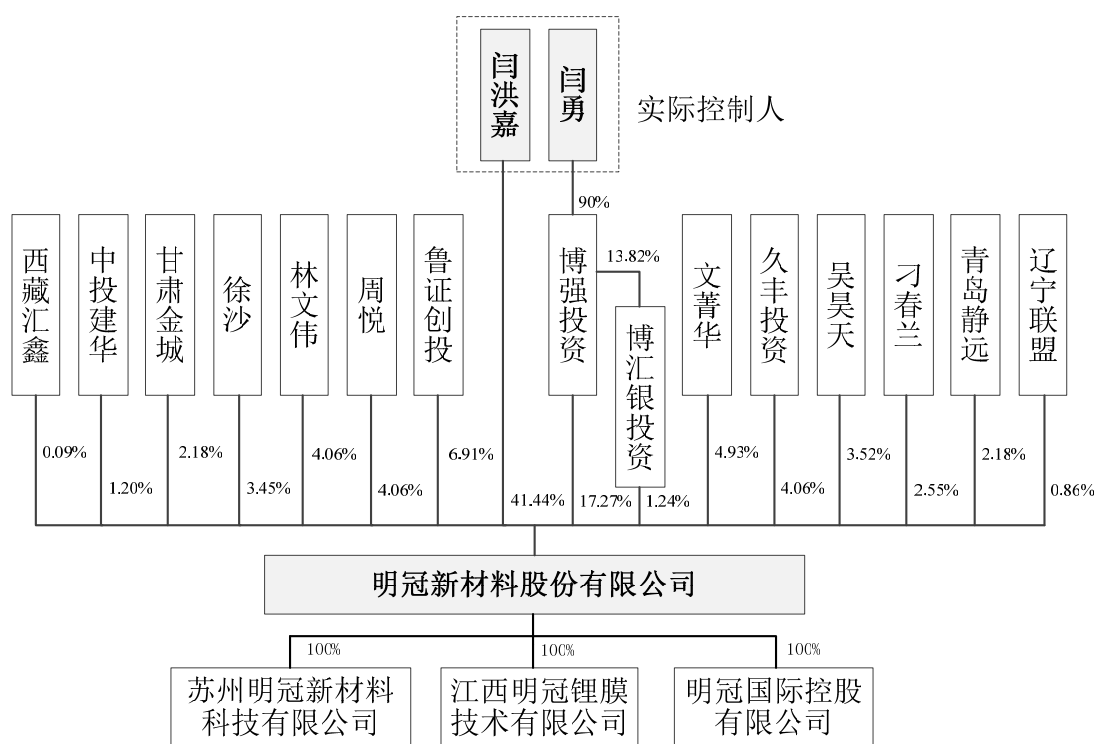 闫洪嘉
闫勇
实际控制人
90%
西藏汇鑫
中投建华
甘肃金城
徐沙
林文伟
周悦
鲁证创投
博强投资
13.82%
博汇银投资
文菁华
久丰投资
吴昊天
刁春兰
青岛静远
辽宁联盟
0.09%
1.20%
2.18%
3.45%
4.06%
4.06%
6.91%
41.44%
17.27%
1.24%
4.93%
4.06%
3.52%
2.55%
2.18%
0.86%
明冠新材料股份有限公司
100%
100%
100%
苏州明冠新材料
科技有限公司
江西明冠锂膜
技术有限公司
明冠国际控股
有限公司